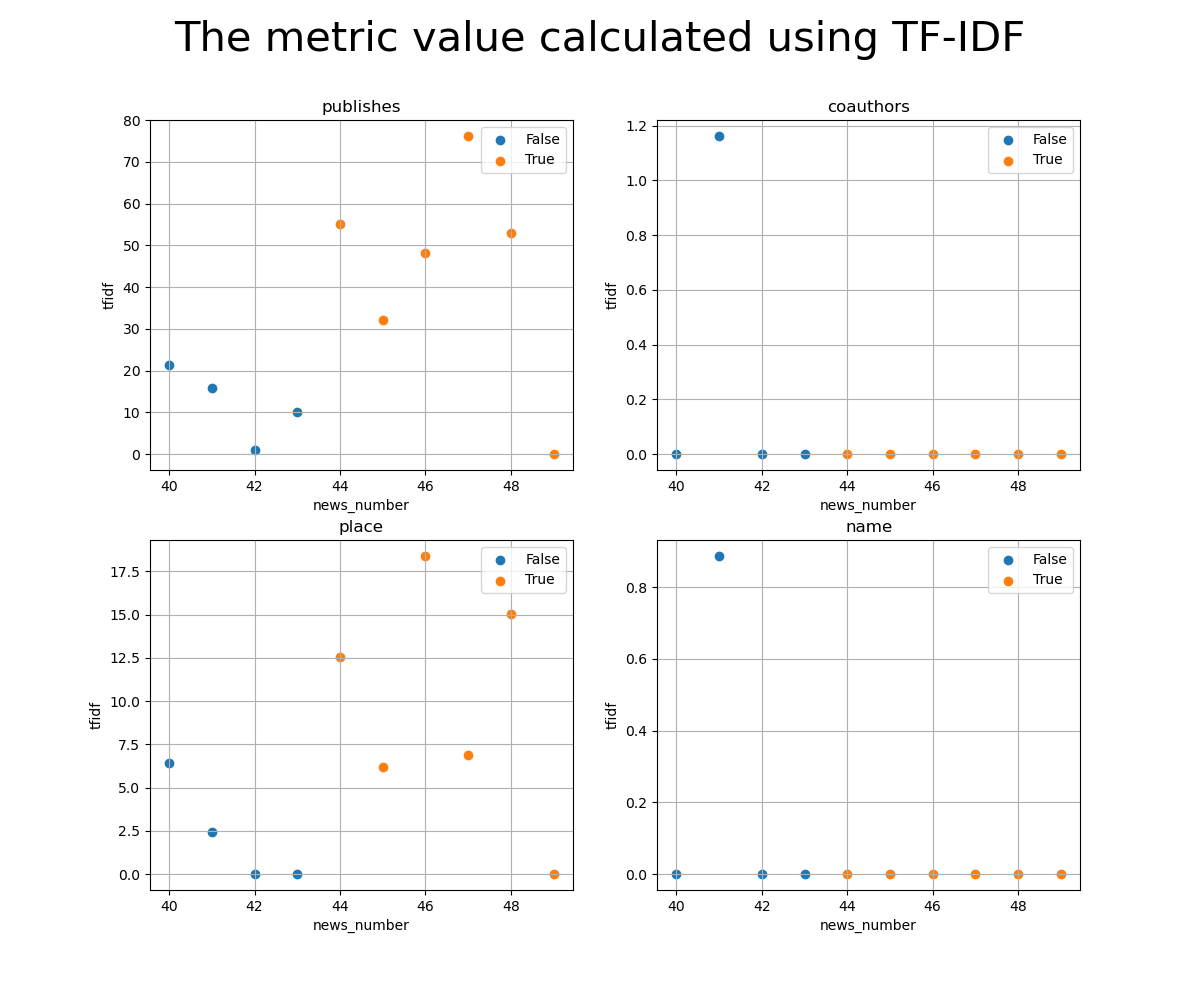 The metric value calculated using TF-IDF
publishes
80
70
60
50
40
30
20
10
0
tfidf
40 42 44 46 48
news_number
False
True
coauthors
1.2
1.0
0.8
0.6
0.4
0.2
0.0
tfidf
40 42 44 46 48
news_number
False
True
place
17.5
15.0
12.5
10.0
7.5
5.0
2.5
0.0
tfidf
40 42 44 46 48
news_number
False
True
name
0.8
0.6
0.4
0.2
0.0
tfidf
40 42 44 46 48
news_number
False
True